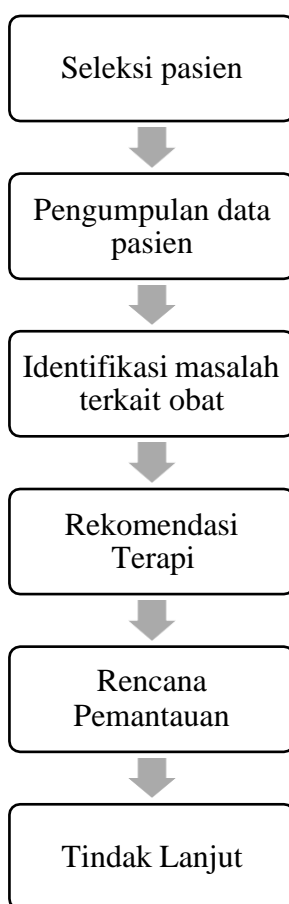 Seleksi pasien
Pengumpulan data
pasien
Identifikasi masalah
terkait obat
Rekomendasi
Terapi
Rencana
Pemantauan
Tindak Lanjut